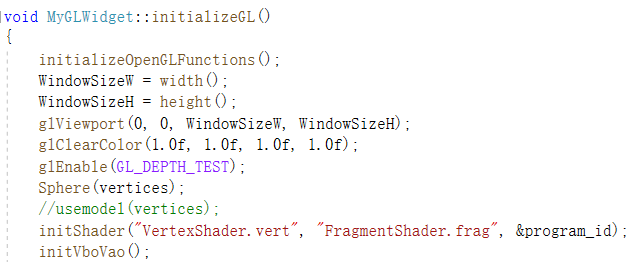 void MyGLWidget::initializeGL()
{
initializeOpenGLFunctions();
WindowSizeW = width();
WindowSizeH = height();
glViewport(0, 0, WindowSizeW, WindowSizeH);
glClearColor(1.0f, 1.0f, 1.0f, 1.0f);
glEnable(GL_DEPTH_TEST);
Sphere(vertices);
//usemodel(vertices);
initShader("VertexShader.vert", "FragmentShader.frag", &program_id);
initVboVao();